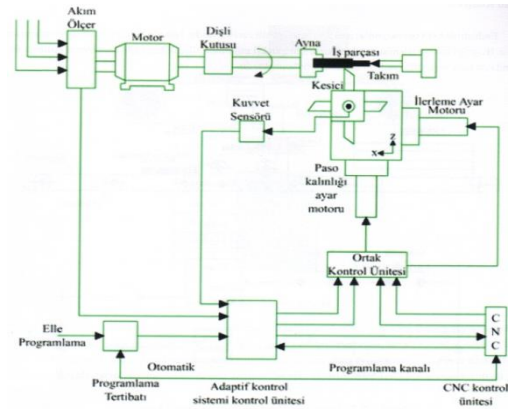 Akım
Ölçer
Motor
Dişli
Kutusu
Ayna
İş parçası
Takım
Kesici
Kuvvet
Sensörü
İlerleme Ayar
Motoru
z
x
Paso
kalınlığı
ayar
motoru
Ortak
Kontrol Ünitesi
Elle
Programlama
Otomatik
Programlama kanalı
C
N
C
Programlama
Tertibatı
Adaptif kontrol
sistemi kontrol ünitesi
CNC kontrol
ünitesi